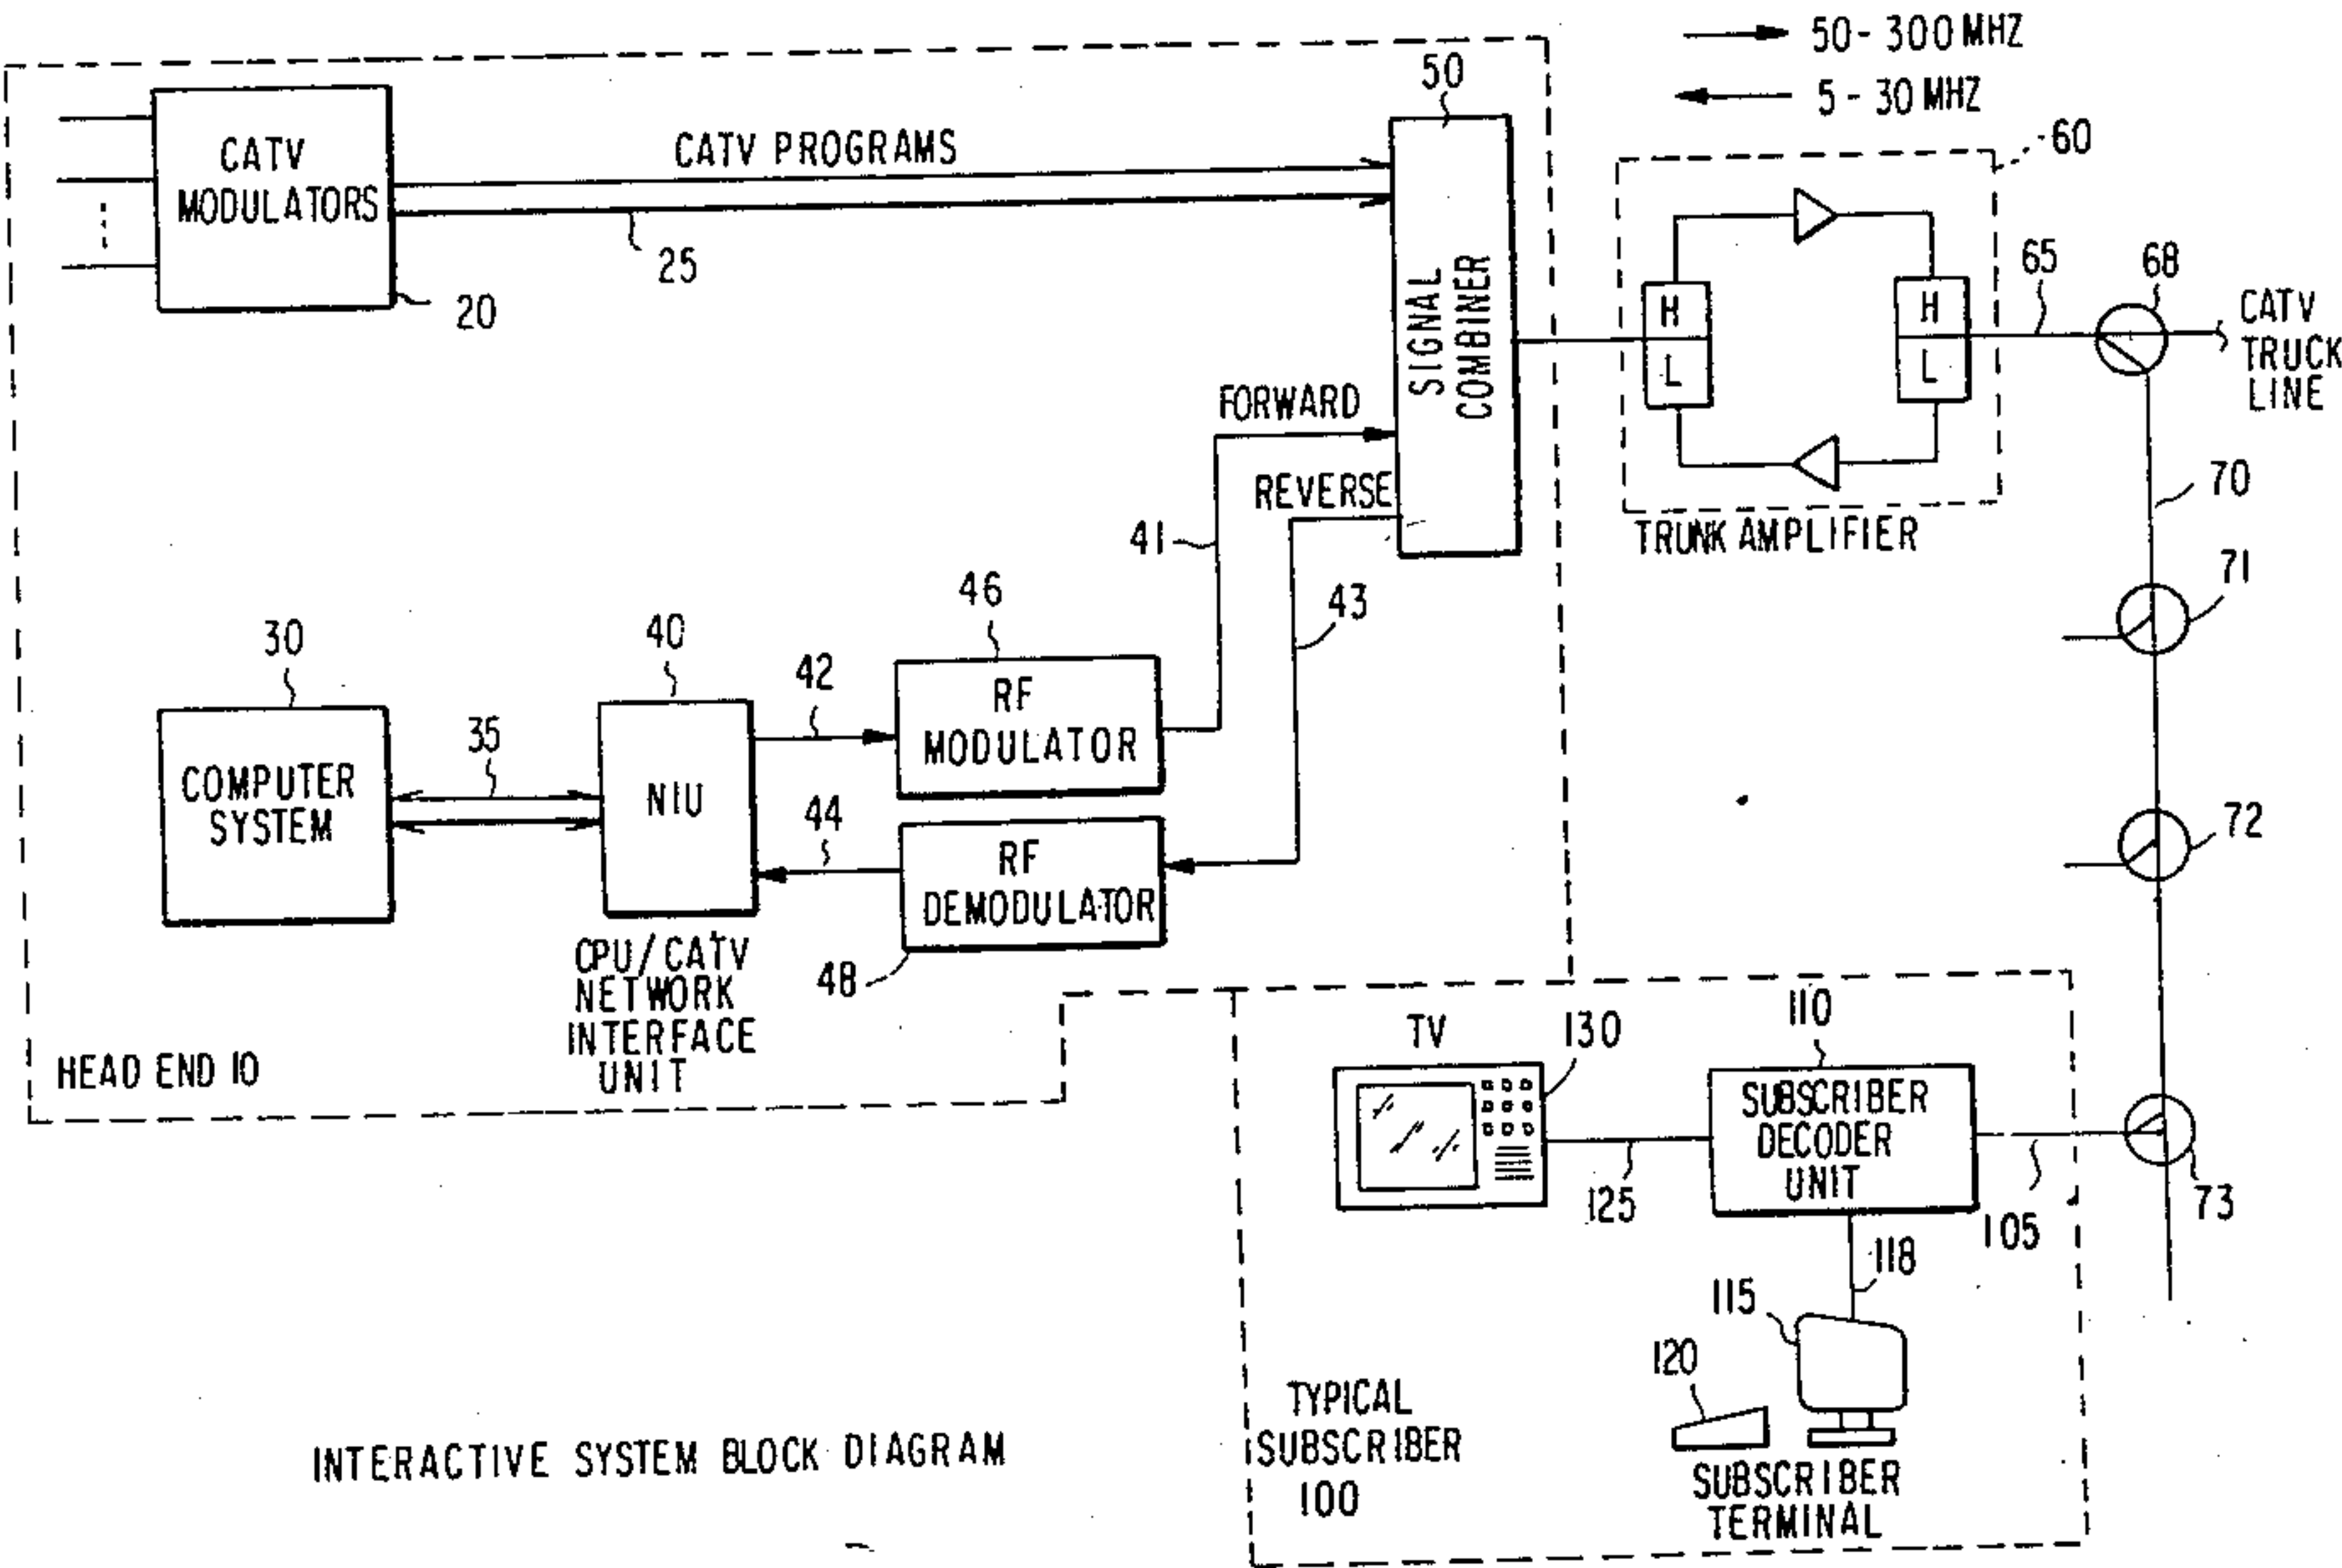 50-300 MHZ
5-30 MHZ
50
60
CATV
MODULATORS
CATV PROGRAMS
25
20
SIGNAL
COMBINER
H
L
H
L
65
68
CATV
TRUCK
LINE
FORWARD
REVERSE
TRUNK AMPLIFIER
70
41
43
71
46
30
40
42
RF
MODULATOR
35
COMPUTER
SYSTEM
NIU
44
RF
DEMODULATOR
72
48
CPU/CATV
NETWORK
INTERFACE
UNIT
HEAD END 10
TV
130
110
SUBSCRIBER
DECODER
UNIT
125
105
73
118
115
120
TYPICAL
SUBSCRIBER
100
SUBSCRIBER
TERMINAL
INTERACTIVE SYSTEM BLOCK DIAGRAM